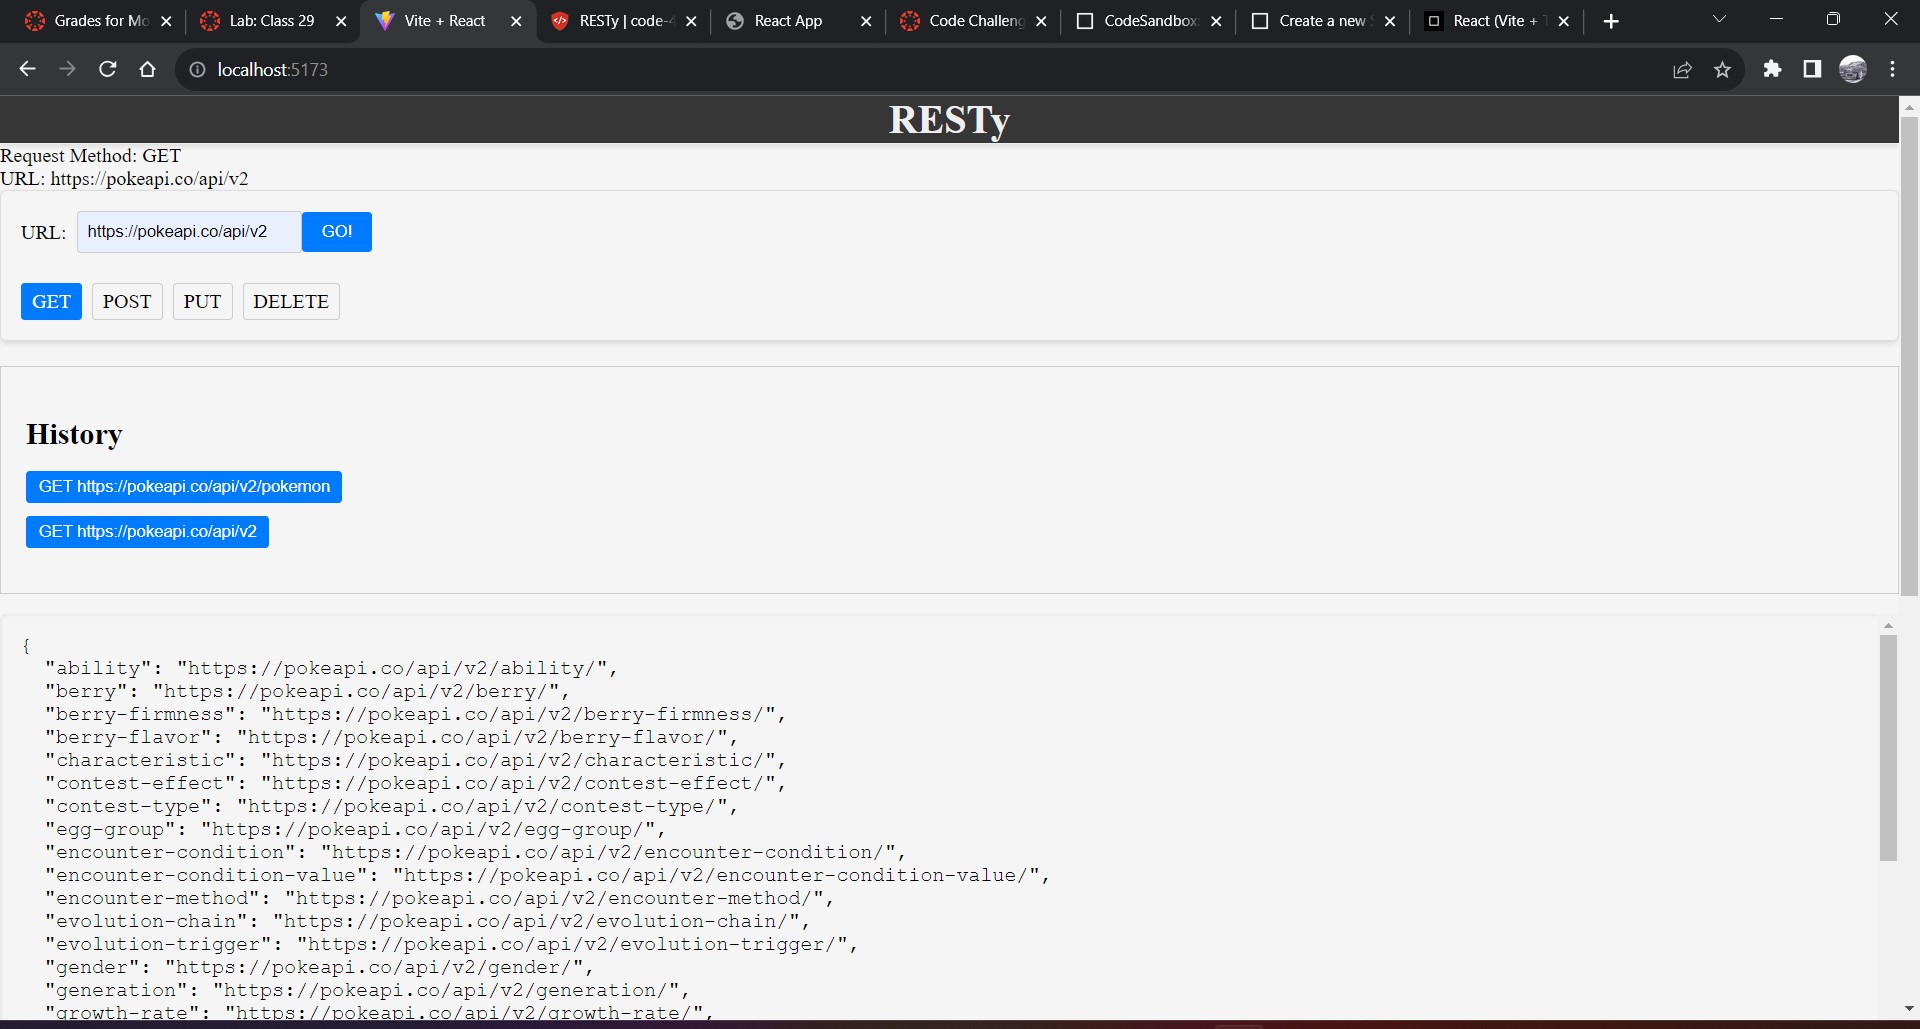 Grades for Mo
Lab: Class 29
Vite + React
RESTy | code-4
React App
Code Challeng
CodeSandbox
Create a new
React (Vite + T
localhost:5173
RESTy
Request Method: GET
URL: https://pokeapi.co/api/v2
URL: https://pokeapi.co/api/v2 GO!
GET POST PUT DELETE
History
GET https://pokeapi.co/api/v2/pokemon
GET https://pokeapi.co/api/v2
{
"ability": "https://pokeapi.co/api/v2/ability/",
"berry": "https://pokeapi.co/api/v2/berry/",
"berry-firmness": "https://pokeapi.co/api/v2/berry-firmness/",
"berry-flavor": "https://pokeapi.co/api/v2/berry-flavor/",
"characteristic": "https://pokeapi.co/api/v2/characteristic/",
"contest-effect": "https://pokeapi.co/api/v2/contest-effect/",
"contest-type": "https://pokeapi.co/api/v2/contest-type/",
"egg-group": "https://pokeapi.co/api/v2/egg-group/",
"encounter-condition": "https://pokeapi.co/api/v2/encounter-condition/",
"encounter-condition-value": "https://pokeapi.co/api/v2/encounter-condition-value/",
"encounter-method": "https://pokeapi.co/api/v2/encounter-method/",
"evolution-chain": "https://pokeapi.co/api/v2/evolution-chain/",
"evolution-trigger": "https://pokeapi.co/api/v2/evolution-trigger/",
"gender": "https://pokeapi.co/api/v2/gender/",
"generation": "https://pokeapi.co/api/v2/generation/",
"growth-rate": "https://pokeapi.co/api/v2/growth-rate/",